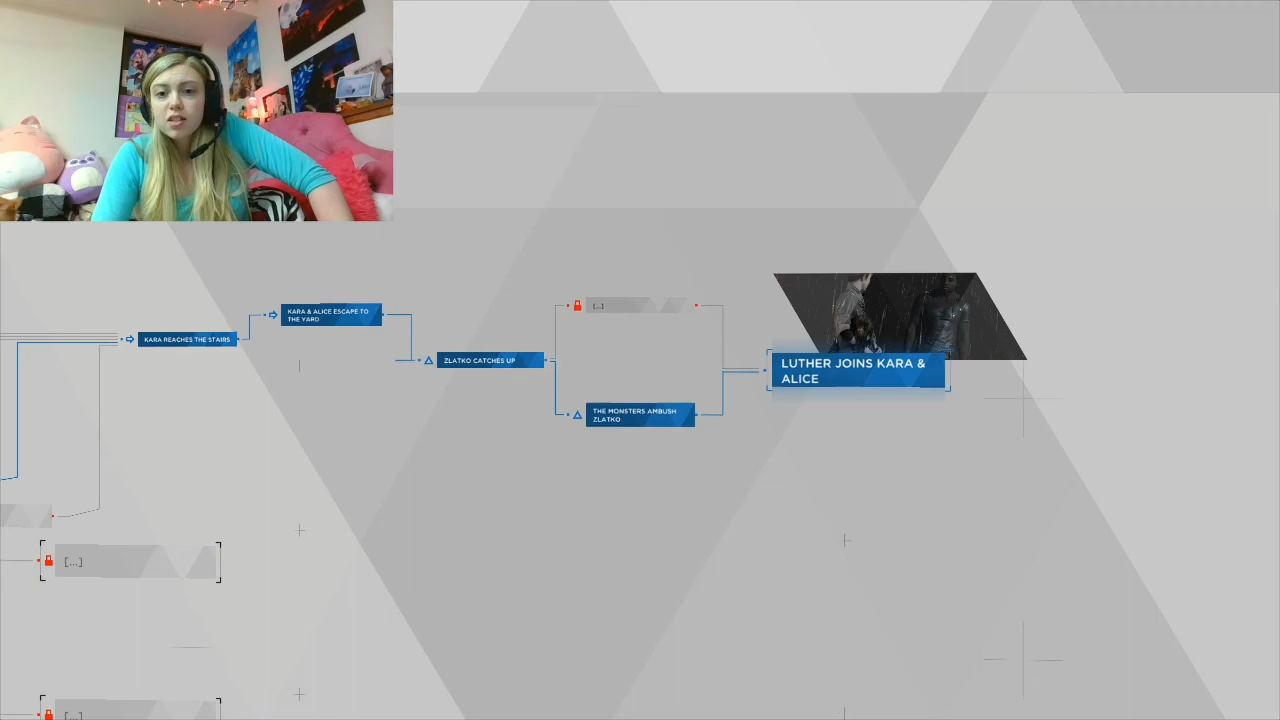 KARA REACHES THE STAIRS
KARA & ALICE ESCAPE TO
THE YARD
ZLATKO CATCHES UP
[...]
THE MONSTERS AMBUSH
ZLATKO
LUTHER JOINS KARA &
ALICE
[...]
[...]